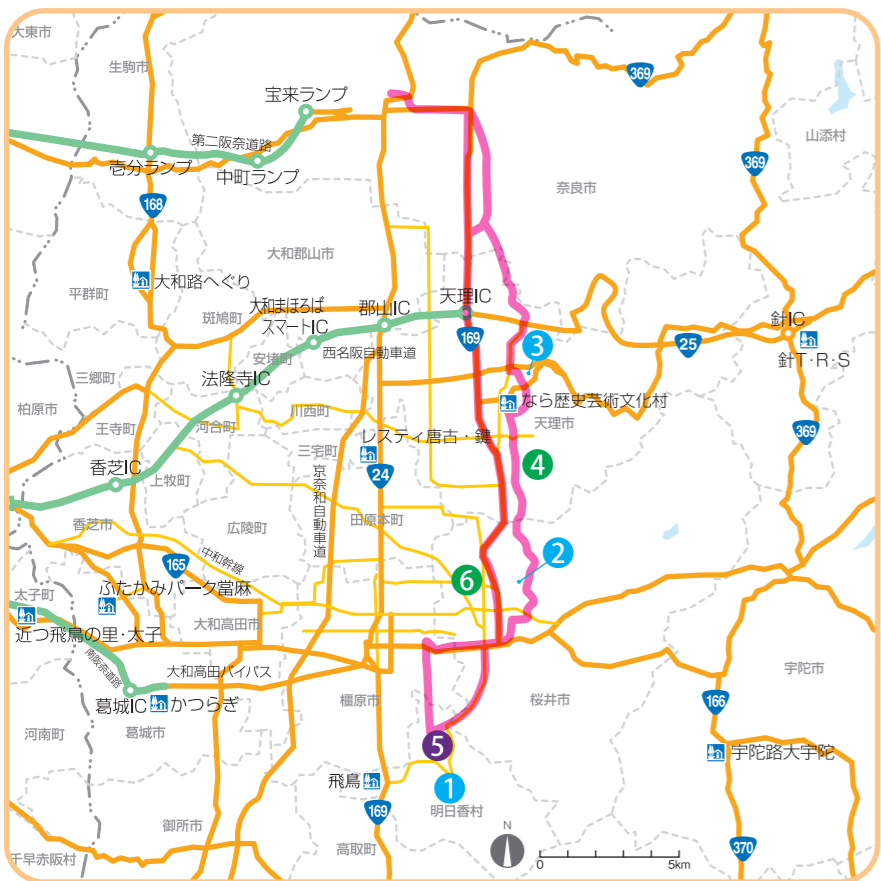 大東市
生駒市
宝来ランプ
369
山添村
第二阪奈道路
壱分ランプ
中町ランプ
369
奈良市
168
大和郡山市
大和路へぐり
平群町
大和まほろば
スマートIC
郡山IC
天理IC
斑鳩町
針IC
169
25
3
西名阪自動車道
安堵町
針T・R・S
三郷町
法隆寺IC
柏原市
川西町
なら歴史芸術文化村
王寺町
河合町
天理市
369
レスティ唐古・鍵
三宅町
4
香芝IC
上牧町
24
京奈和自動車道
香芝市
広陵町
田原本町
中和幹線
2
165
6
太子町
ふたかみパーク當麻
大和高田市
近つ飛鳥の里・太子
南阪奈道路
大和高田バイパス
宇陀市
葛城IC
かつらぎ
橿原市
桜井市
166
河南町
葛城市
5
宇陀路大宇陀
飛鳥
1
169
明日香村
御所市
N
高取町
370
千早赤阪村
0
5km